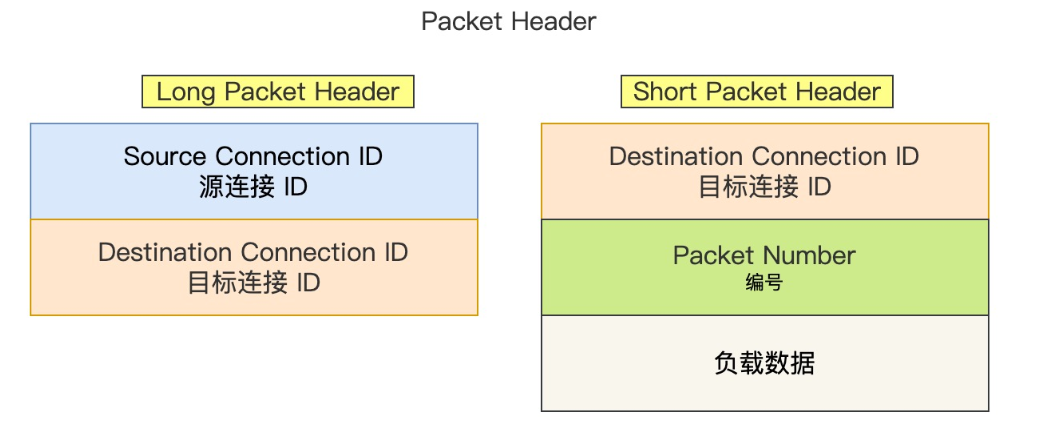 Packet Header
Long Packet Header
Source Connection ID
源连接 ID
Destination Connection ID
目标连接 ID
Short Packet Header
Destination Connection ID
目标连接 ID
Packet Number
编号
负载数据